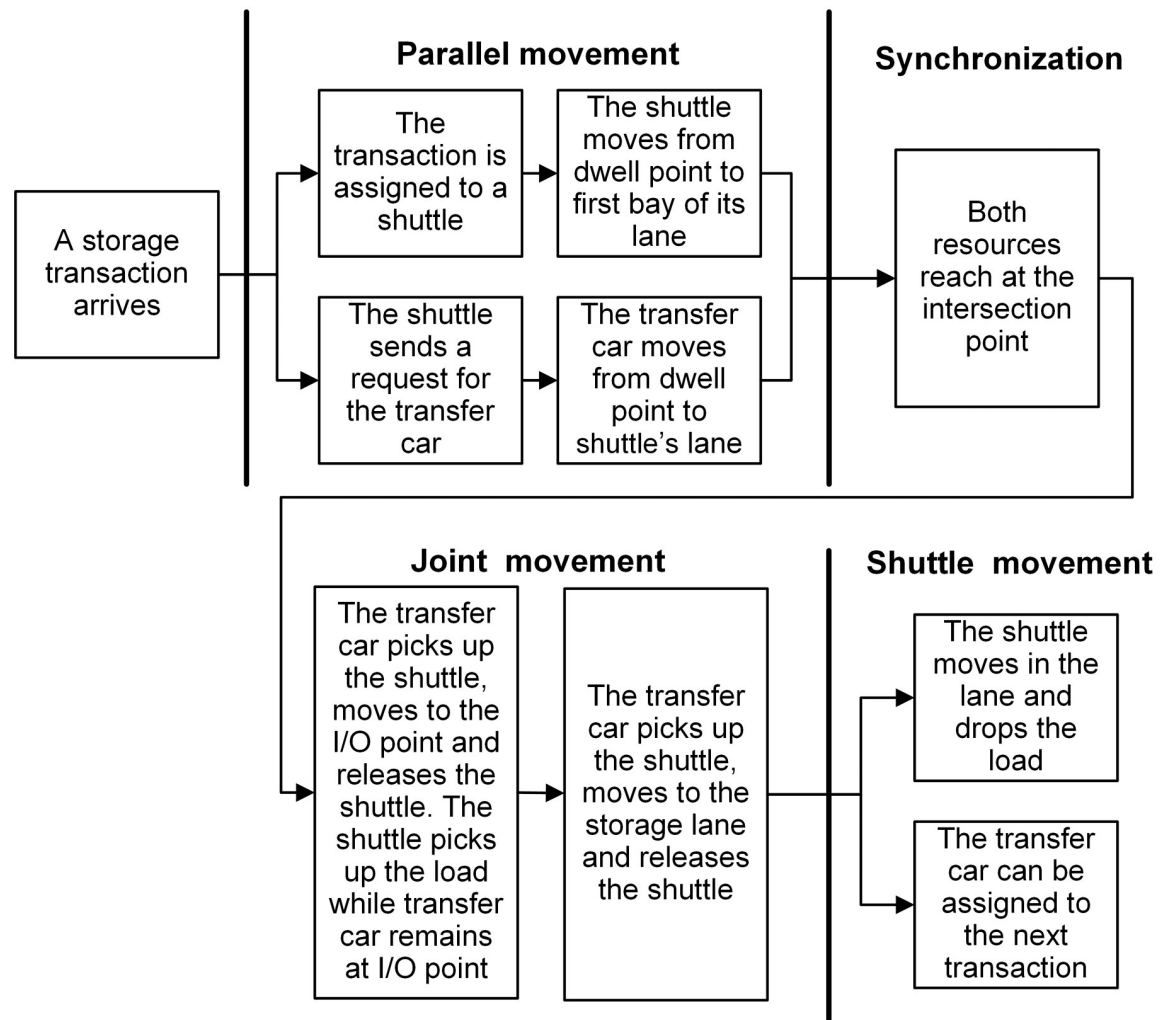 A storage
transaction
arrives
Parallel movement
The
transaction is
assigned to a
shuttle
The shuttle
moves from
dwell point to
first bay of its
lane
The shuttle
sends a
request for
the transfer
car
The transfer
car moves
from dwell
point to
shuttle’s lane
Synchronization
Both
resources
reach at the
intersection
point
Joint movement
The transfer
car picks up
the shuttle,
moves to the
I/O point and
releases the
shuttle. The
shuttle picks
up the load
while transfer
car remains
at I/O point
The transfer
car picks up
the shuttle,
moves to the
storage lane
and releases
the shuttle
Shuttle movement
The shuttle
moves in the
lane and
drops the
load
The transfer
car can be
assigned to
the next
transaction